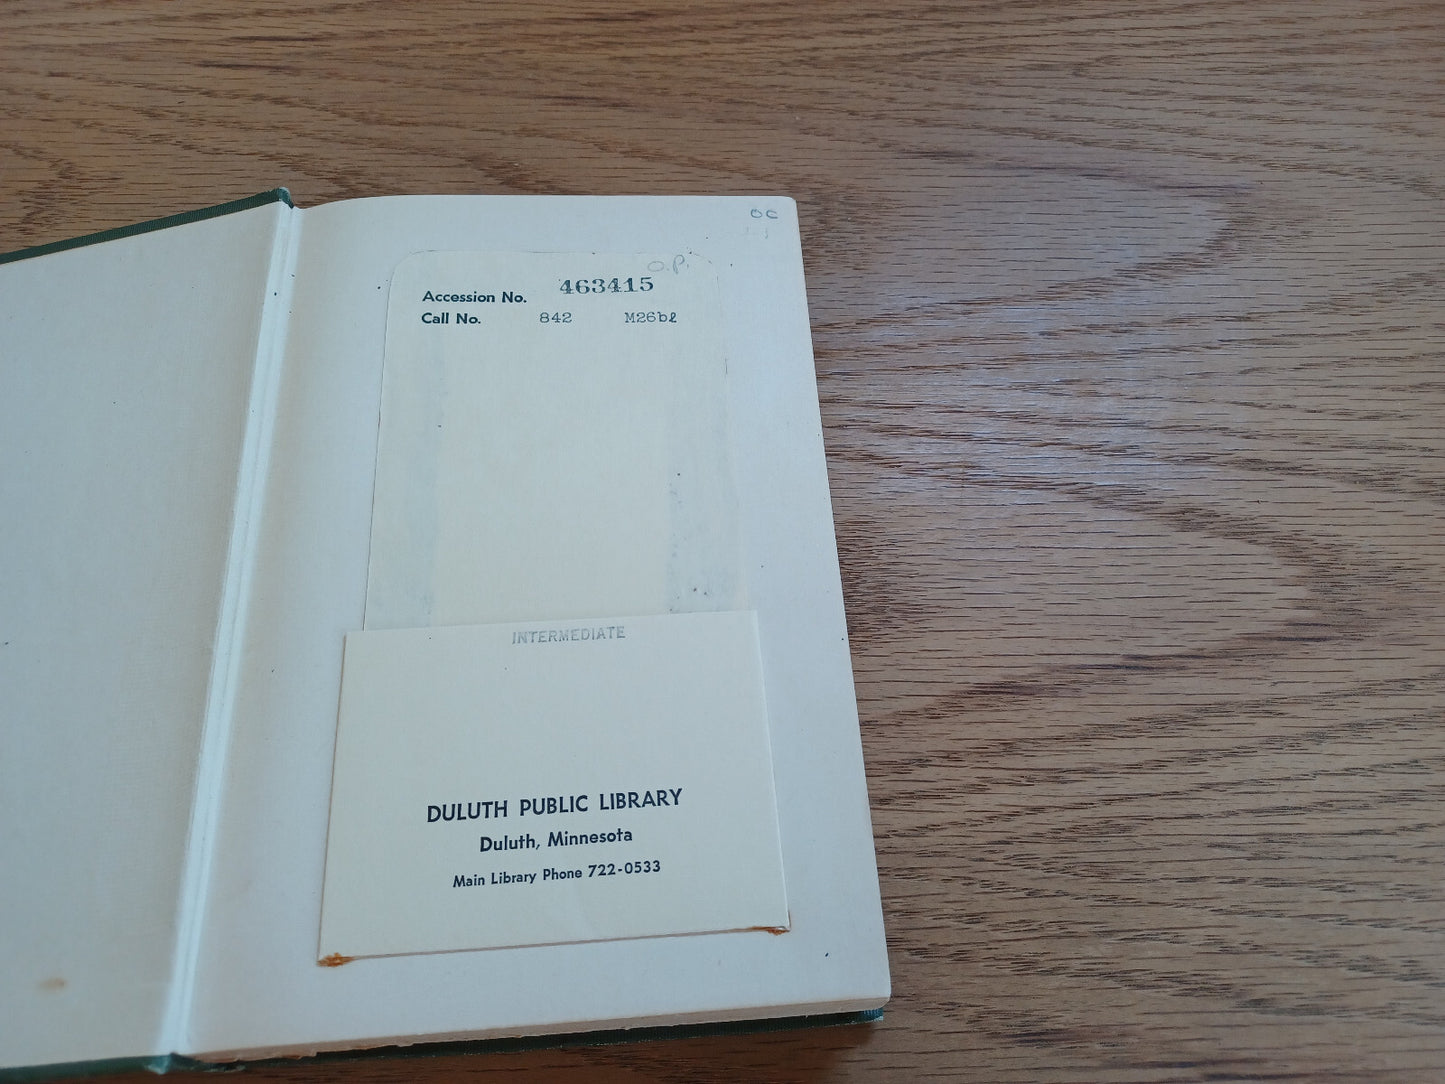 OC
O.P.
Accession No. 463415
Call No. 842 M26bl
INTERMEDIATE
DULUTH PUBLIC LIBRARY
Duluth, Minnesota
Main Library Phone 722-0533